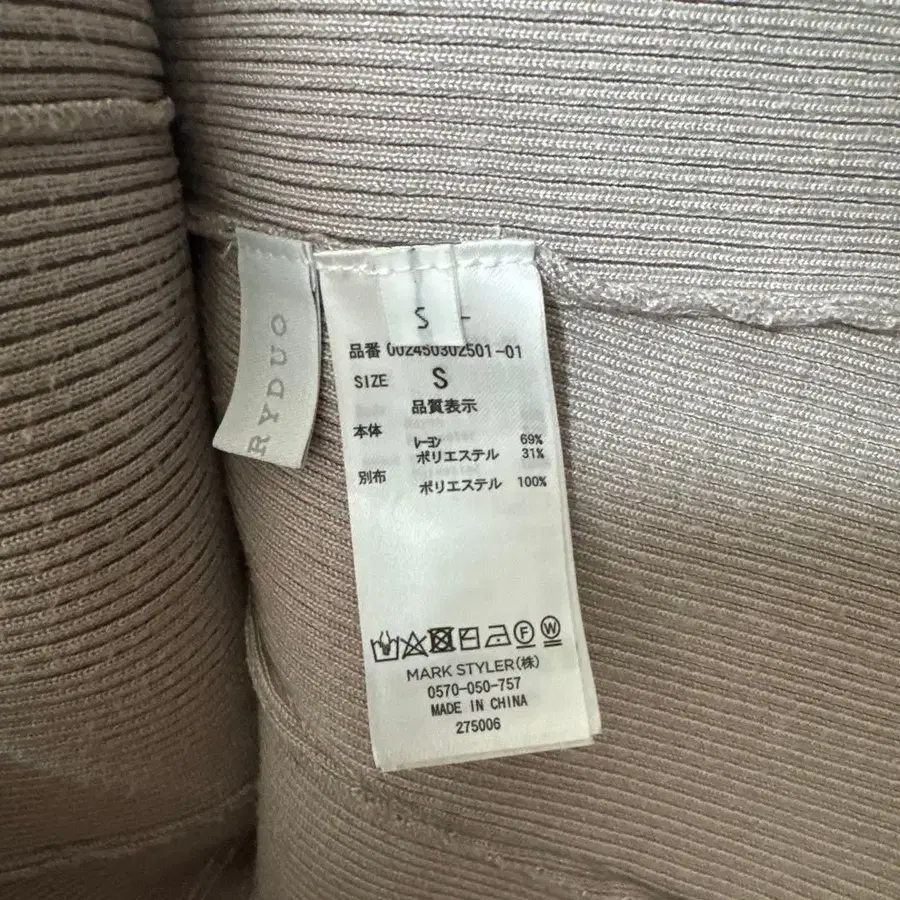 RYDUO
S
品番 002450302501-01
SIZE S
品質表示
本体 レーヨン 69%
ポリエステル 31%
別布 ポリエステル 100%
F W
MARK STYLER(株)
0570-050-757
MADE IN CHINA
275006